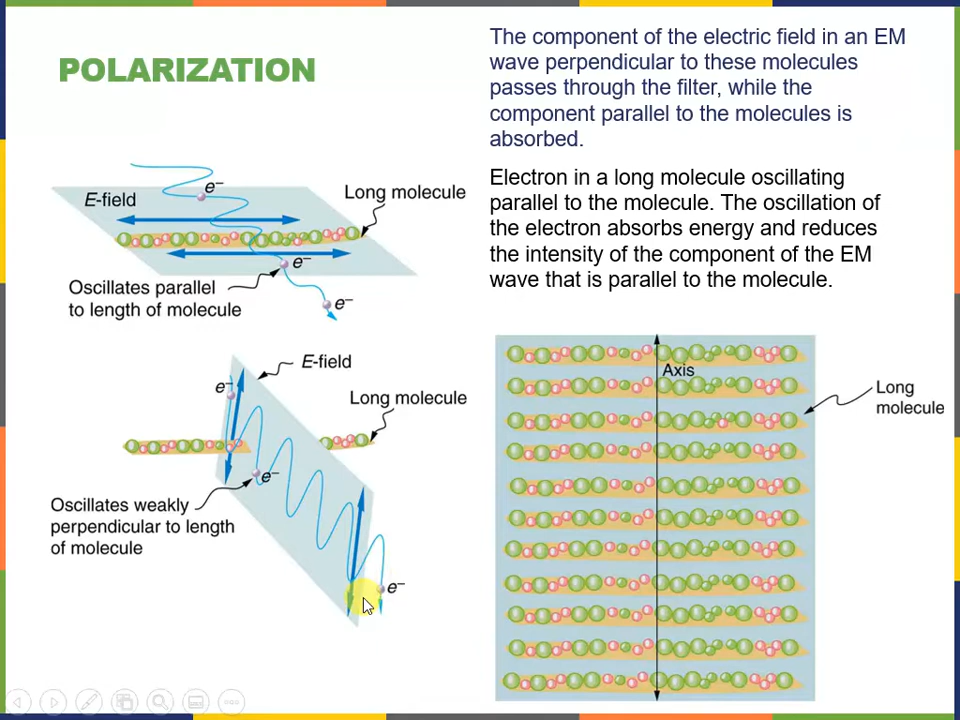 POLARIZATION
The component of the electric field in an EM
wave perpendicular to these molecules
passes through the filter, while the
component parallel to the molecules is
absorbed.
Electron in a long molecule oscillating
parallel to the molecule. The oscillation of
the electron absorbs energy and reduces
the intensity of the component of the EM
wave that is parallel to the molecule.
E-field
e⁻
Long molecule
e⁻
Oscillates parallel
to length of molecule
e⁻
E-field
e⁻
Long molecule
e⁻
Oscillates weakly
perpendicular to length
of molecule
e⁻
Axis
Long
molecule